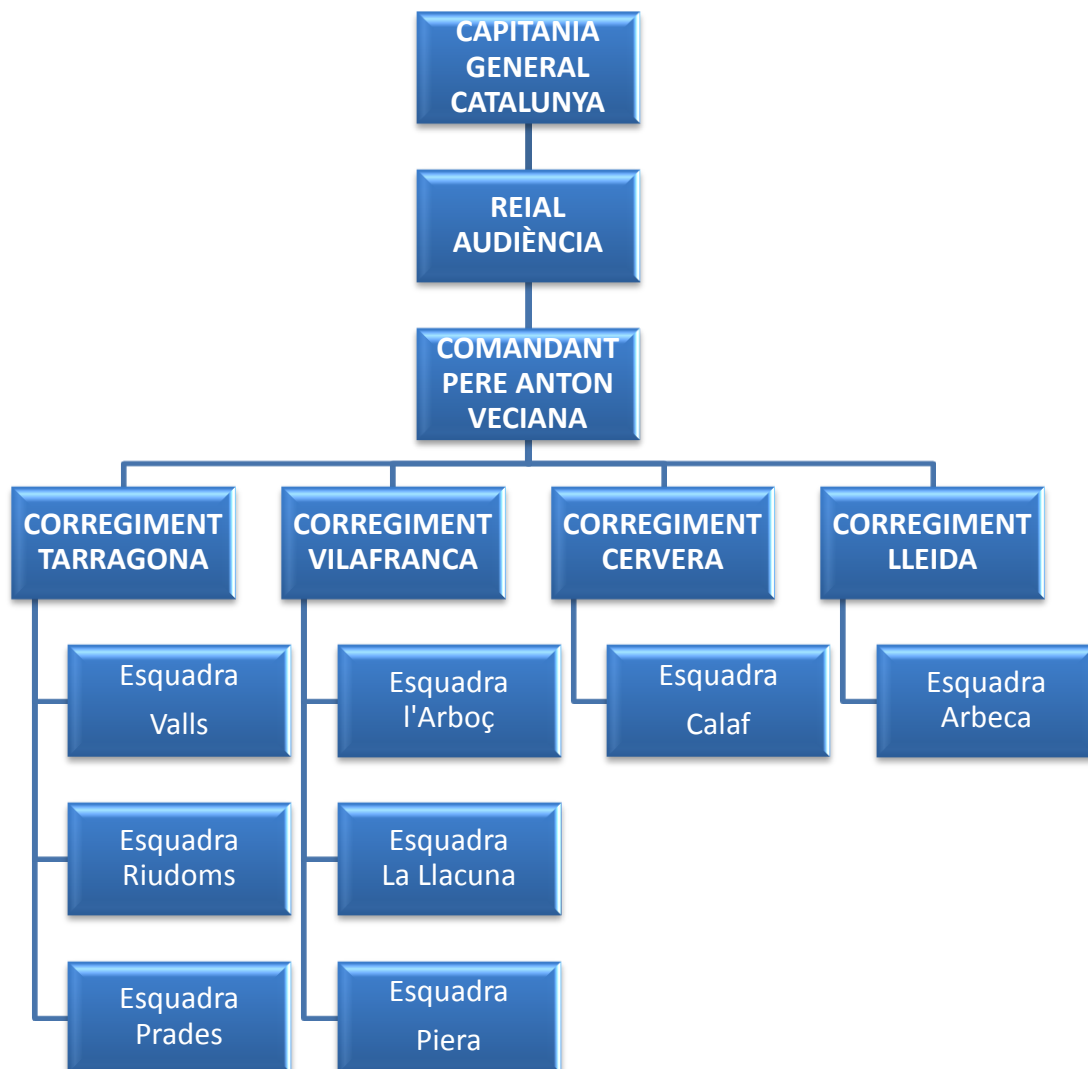 CAPITANIA
GENERAL
CATALUNYA
REIAL
AUDIÈNCIA
COMANDANT
PERE ANTON
VECIANA
CORREGIMENT
TARRAGONA
CORREGIMENT
VILAFRANCA
CORREGIMENT
CERVERA
CORREGIMENT
LLEIDA
Esquadra
Valls
Esquadra
l'Arboç
Esquadra
Calaf
Esquadra
Arbeca
Esquadra
Riudoms
Esquadra
La Llacuna
Esquadra
Prades
Esquadra
Piera